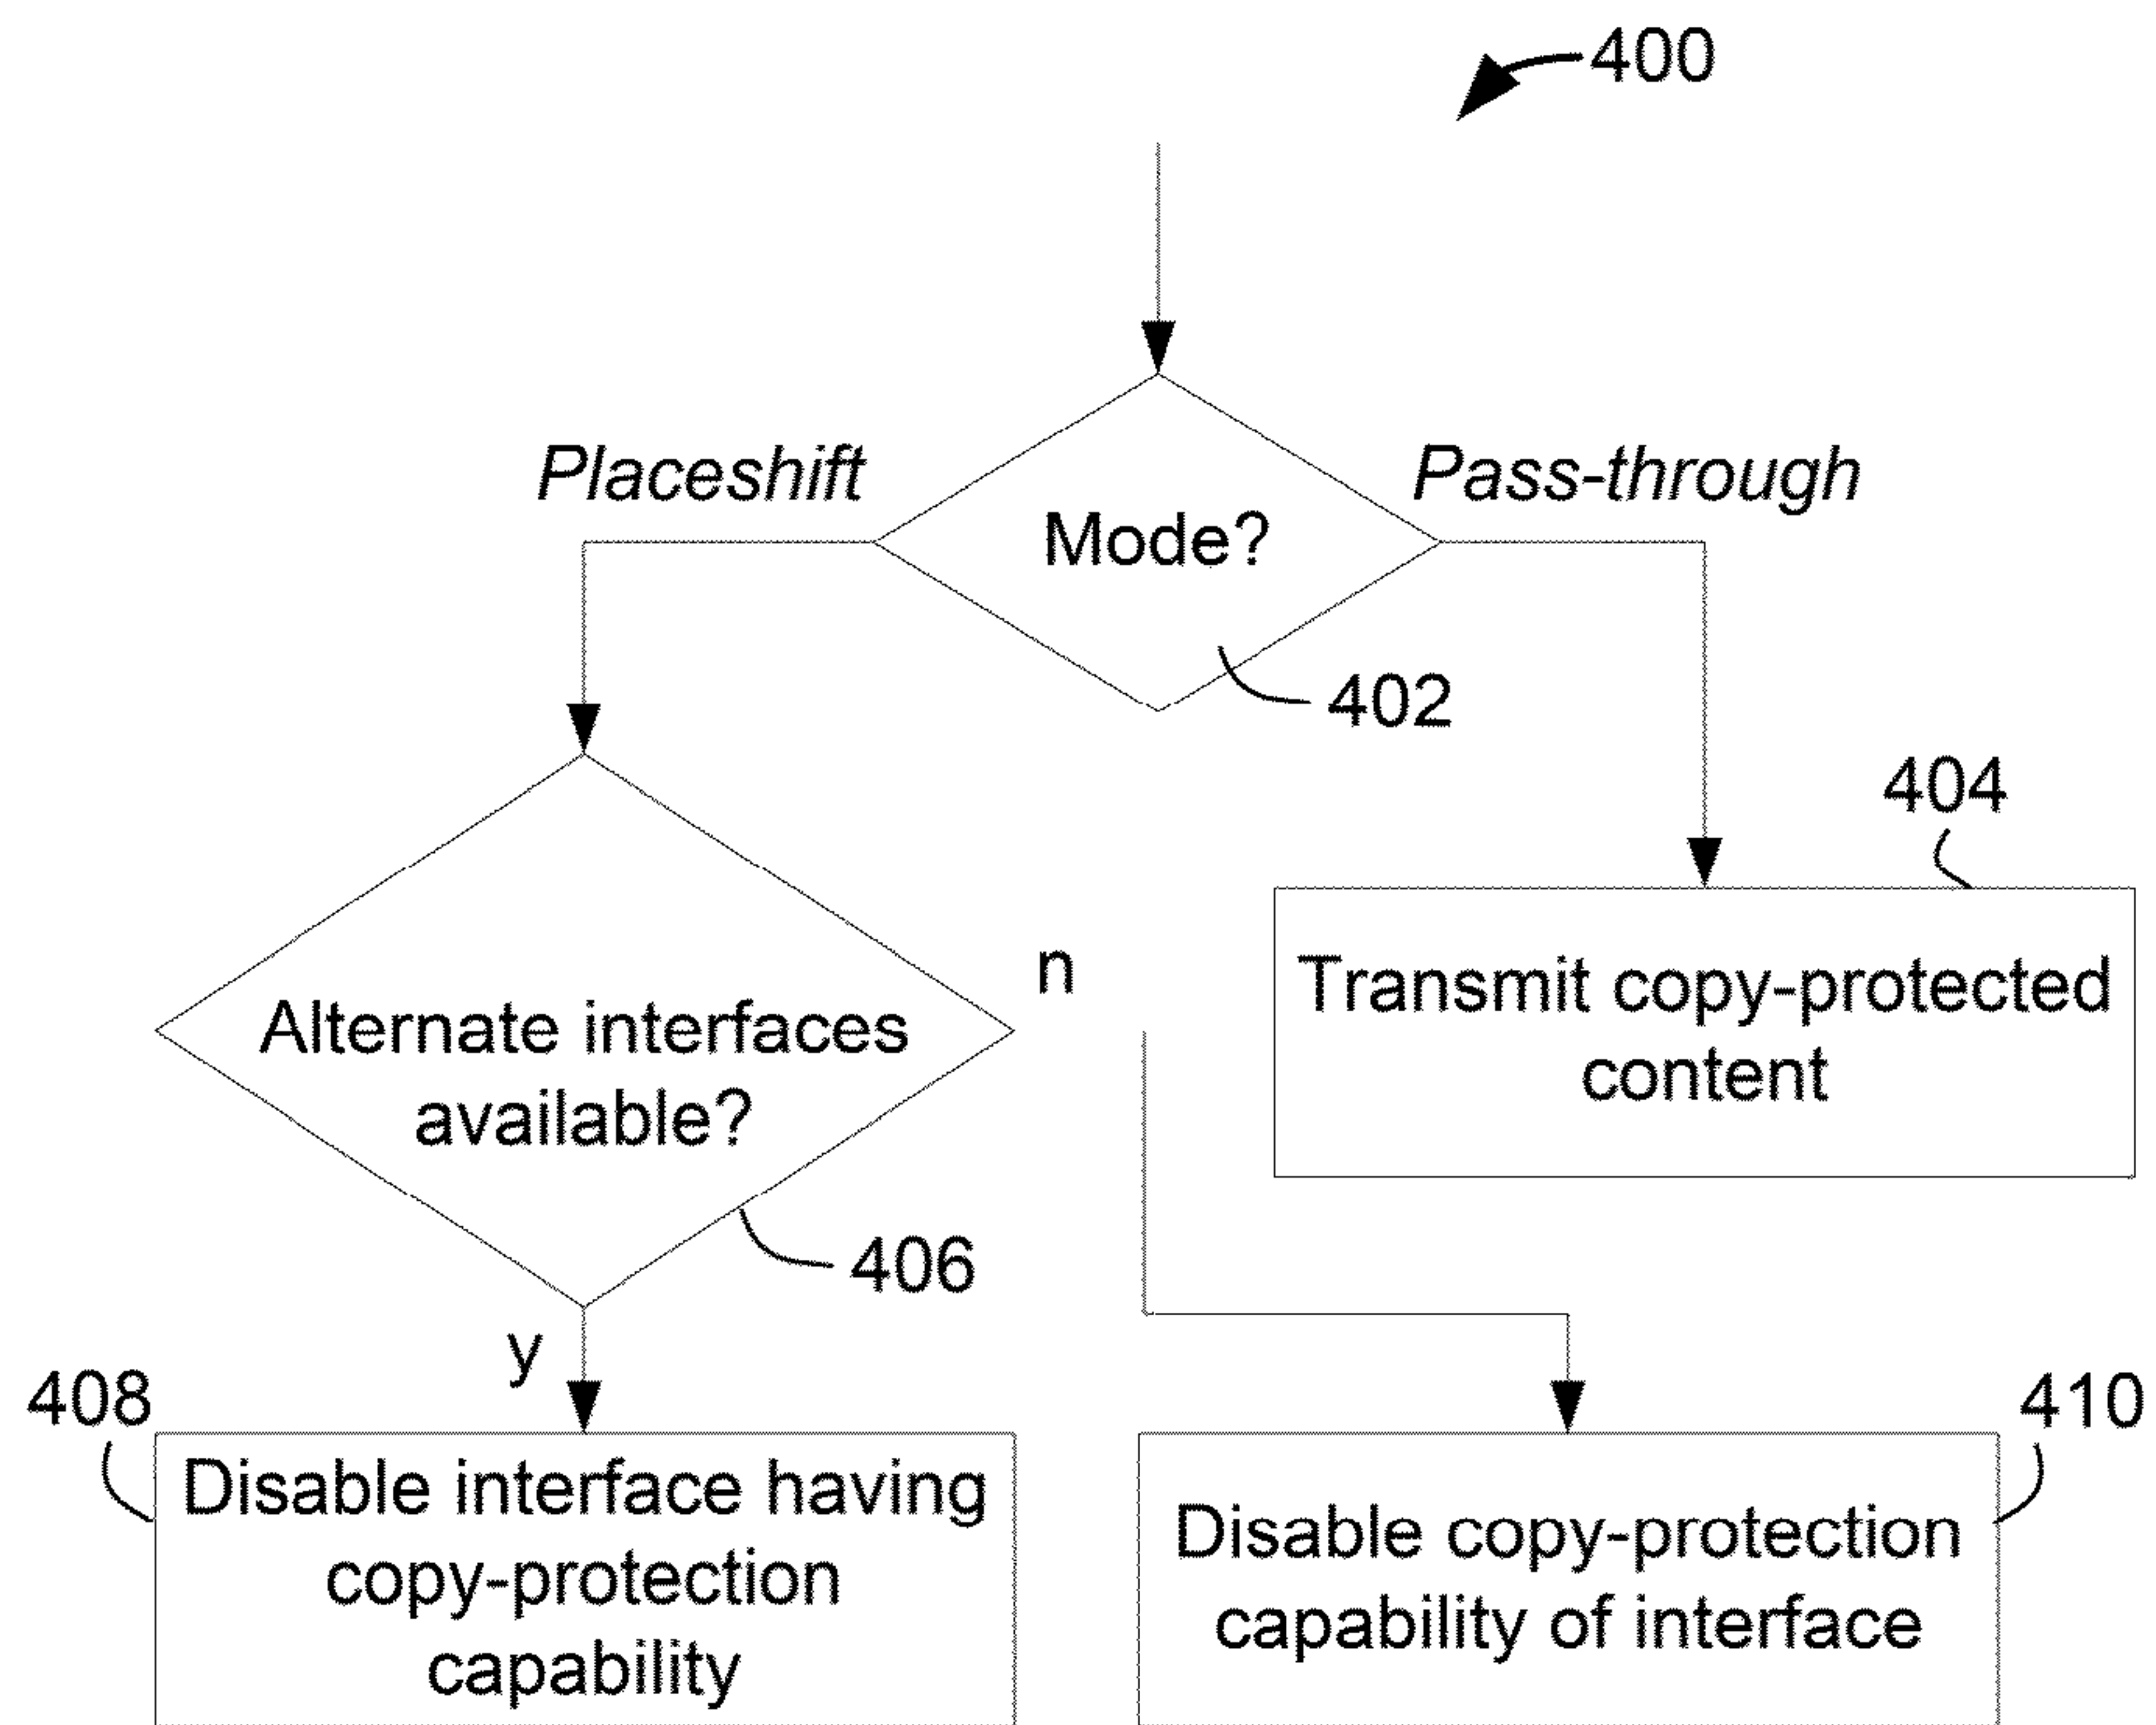 400
Placeshift
Pass-through
Mode?
402
404
n
Transmit copy-protected
content
Alternate interfaces
available?
406
y
408
410
Disable interface having
copy-protection
capability
Disable copy-protection
capability of interface